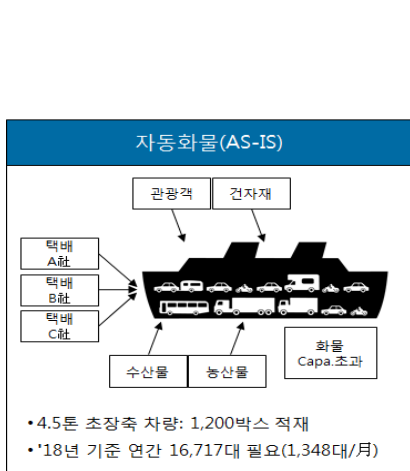 자동화물(AS-IS)
관광객
건자재
택배
A社
택배
B社
택배
C社
수산물
농산물
화물
Capa.초과
•4.5톤 초장축 차량: 1,200박스 적재
•'18년 기준 연간 16,717대 필요(1,348대/月)